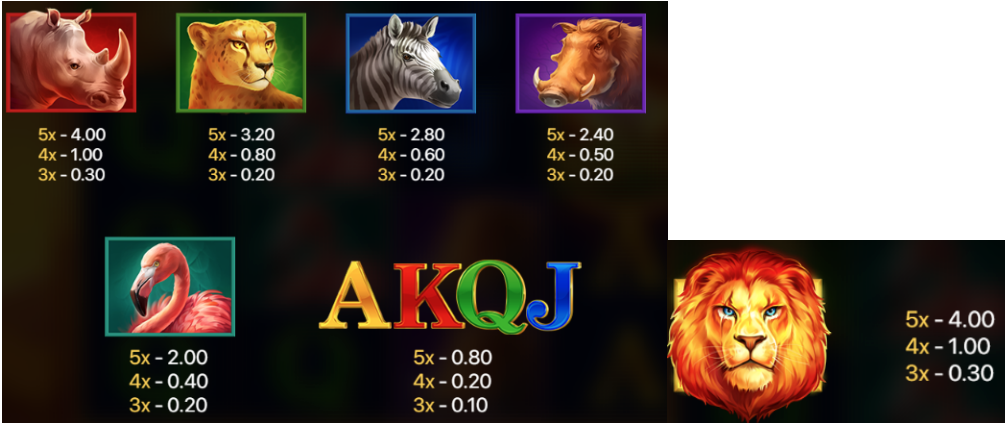 5x - 4.00
4x - 1.00
3x - 0.30
5x - 3.20
4x - 0.80
3x - 0.20
5x - 2.80
4x - 0.60
3x - 0.20
5x - 2.40
4x - 0.50
3x - 0.20
5x - 2.00
4x - 0.40
3x - 0.20
AKQJ
5x - 0.80
4x - 0.20
3x - 0.10
5x - 4.00
4x - 1.00
3x - 0.30